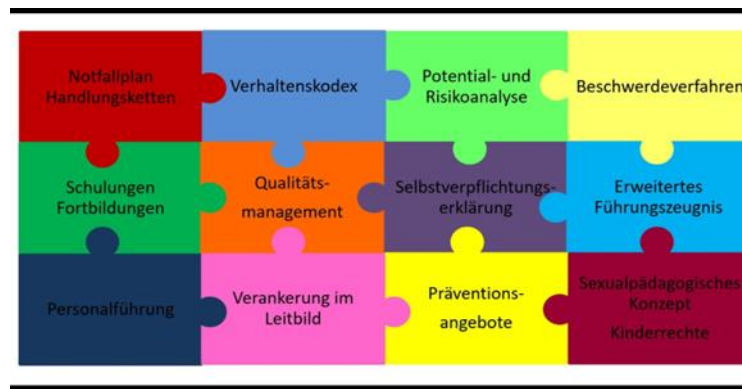 Notfallplan
Handlungsketten
Verhaltenskodex
Potential- und
Risikoanalyse
Beschwerdeverfahren
Schulungen
Fortbildungen
Qualitäts-
management
Selbstverpflichtungs-
erklärung
Erweitertes
Führungszeugnis
Personalführung
Verankerung im
Leitbild
Präventions-
angebote
Sexualpädagogisches
Konzept
Kinderrechte